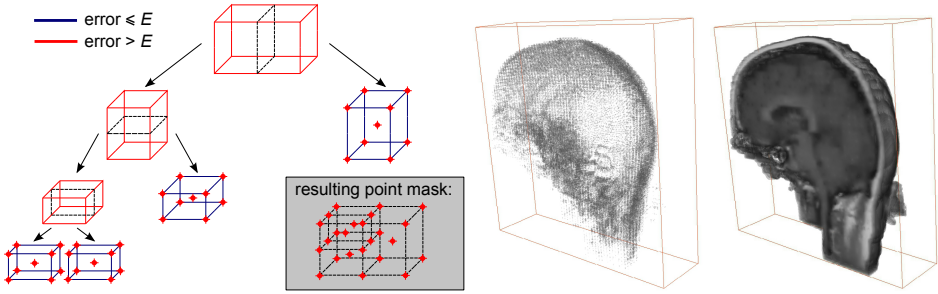 error ⩽ E
error > E
resulting point mask: